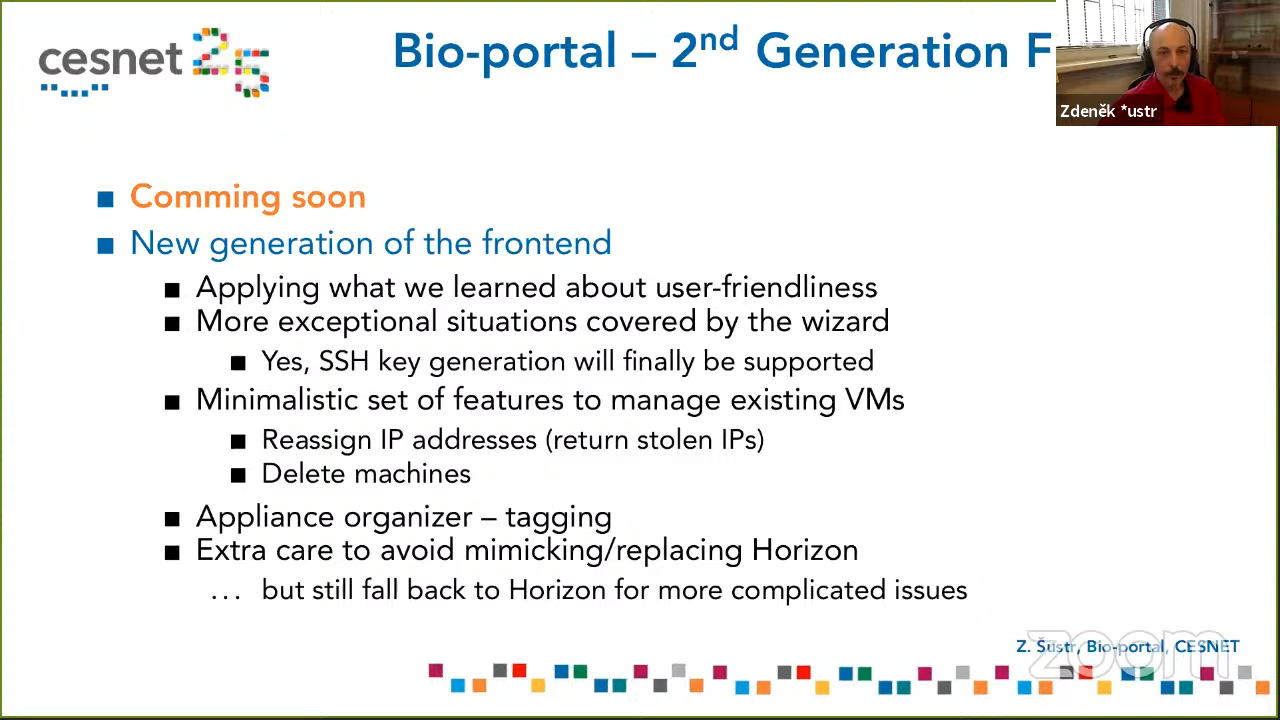 cesnet 25
Bio-portal – 2nd Generation F
Zdeněk *ustr
Comming soon
New generation of the frontend
Applying what we learned about user-friendliness
More exceptional situations covered by the wizard
Yes, SSH key generation will finally be supported
Minimalistic set of features to manage existing VMs
Reassign IP addresses (return stolen IPs)
Delete machines
Appliance organizer – tagging
Extra care to avoid mimicking/replacing Horizon
... but still fall back to Horizon for more complicated issues
Z. Šustr, Bio-portal, CESNET
zoom